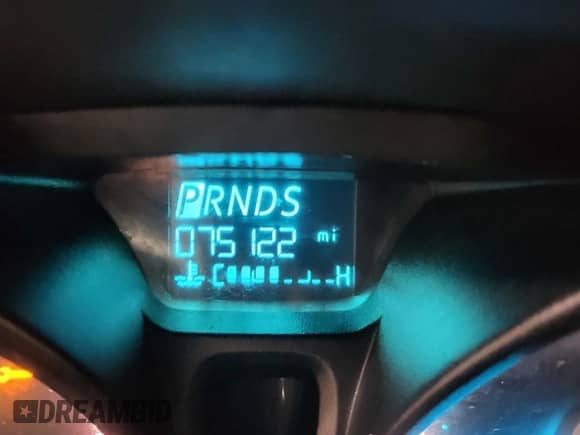 PRNDS
075122 mi
C H
DREAMBID